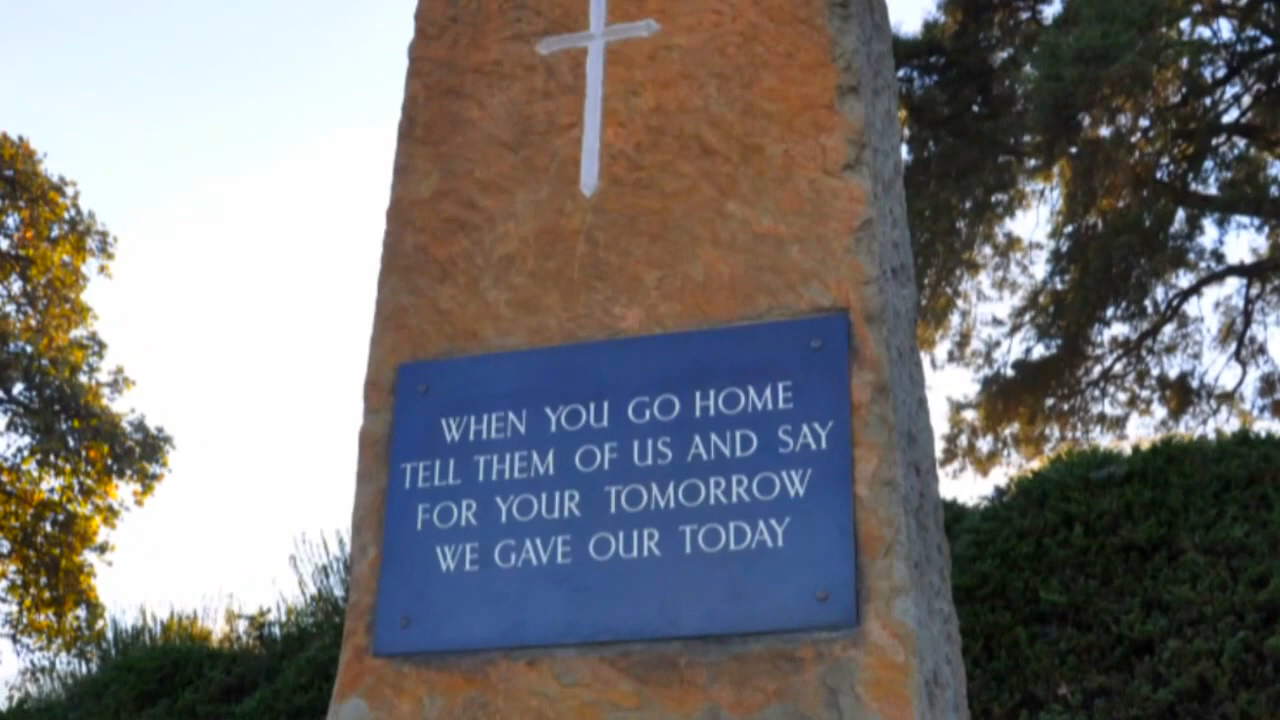 WHEN YOU GO HOME
TELL THEM OF US AND SAY
FOR YOUR TOMORROW
WE GAVE OUR TODAY